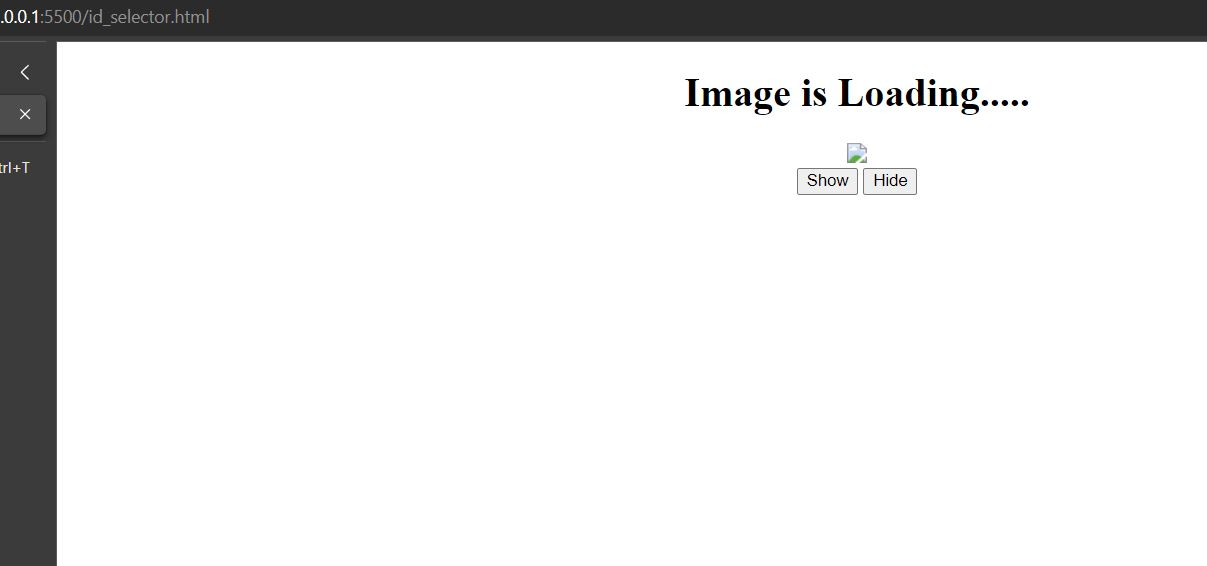 .0.0.1:5500/id_selector.html
trl+T
Image is Loading.....
Show Hide